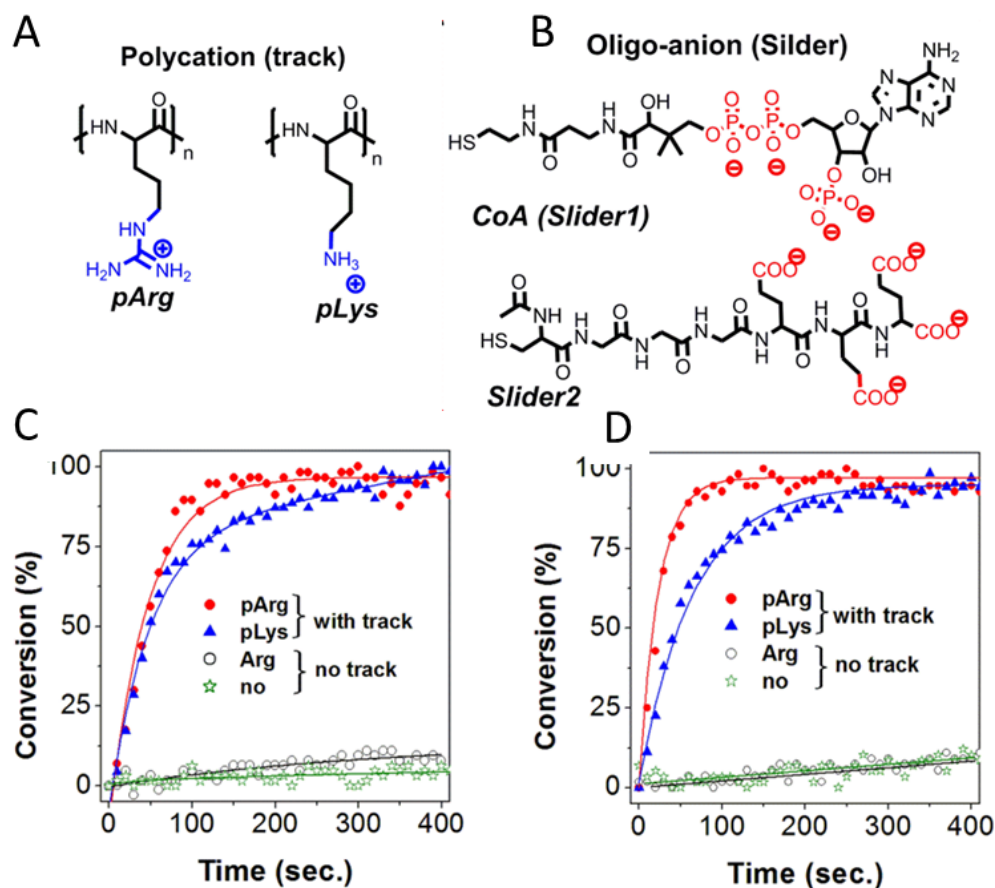 A
Polycation (track)
HN
O
n
HN
H₂N
NH₂
⊕
pArg
HN
O
n
NH₃
⊕
pLys
B
Oligo-anion (Silder)
HS
H
N
O
H
N
O
OH
O
P
O
O
⊖
O
P
O
O
⊖
O
O
OH
N
N
N
N
NH₂
O
P
O
O
O
⊖
⊖
CoA (Slider1)
O
N
H
HS
O
H
N
O
N
H
O
H
N
O
N
H
O
H
N
O
N
H
COO⊖
COO⊖
COO⊖
COO⊖
Slider2
C
Conversion (%)
100
75
50
25
0
pArg
pLys
with track
Arg
no
no track
0 100 200 300 400
Time (sec.)
D
Conversion (%)
100
75
50
25
0
pArg
pLys
with track
Arg
no
no track
0 100 200 300 400
Time (sec.)